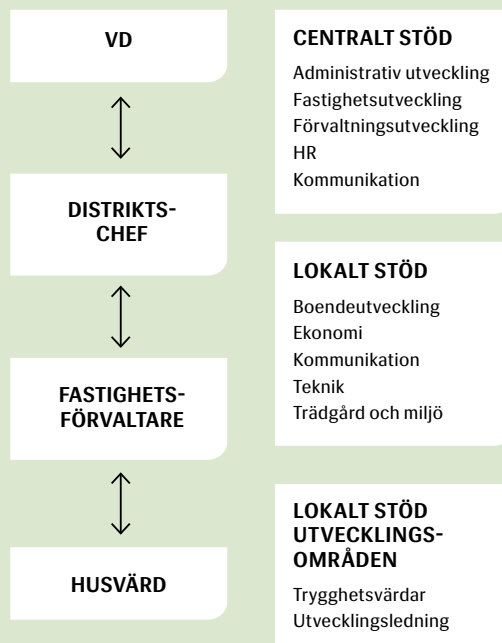 VD
DISTRIKTS-
CHEF
FASTIGHETS-
FÖRVALTARE
HUSVÄRD
CENTRALT STÖD
Administrativ utveckling
Fastighetsutveckling
Förvaltningsutveckling
HR
Kommunikation
LOKALT STÖD
Boendeutveckling
Ekonomi
Kommunikation
Teknik
Trädgård och miljö
LOKALT STÖD
UTVECKLINGS-
OMRÅDEN
Trygghetsvärdar
Utvecklingsledning